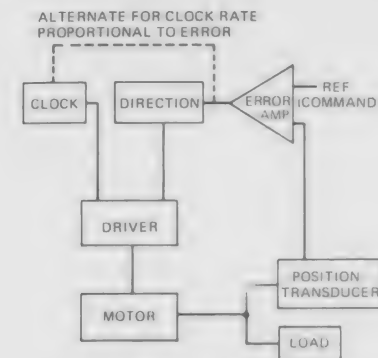 ALTERNATE FOR CLOCK RATE
PROPORTIONAL TO ERROR
CLOCK
DIRECTION
ERROR
AMP
REF
(COMMAND)
DRIVER
MOTOR
POSITION
TRANSDUCER
LOAD